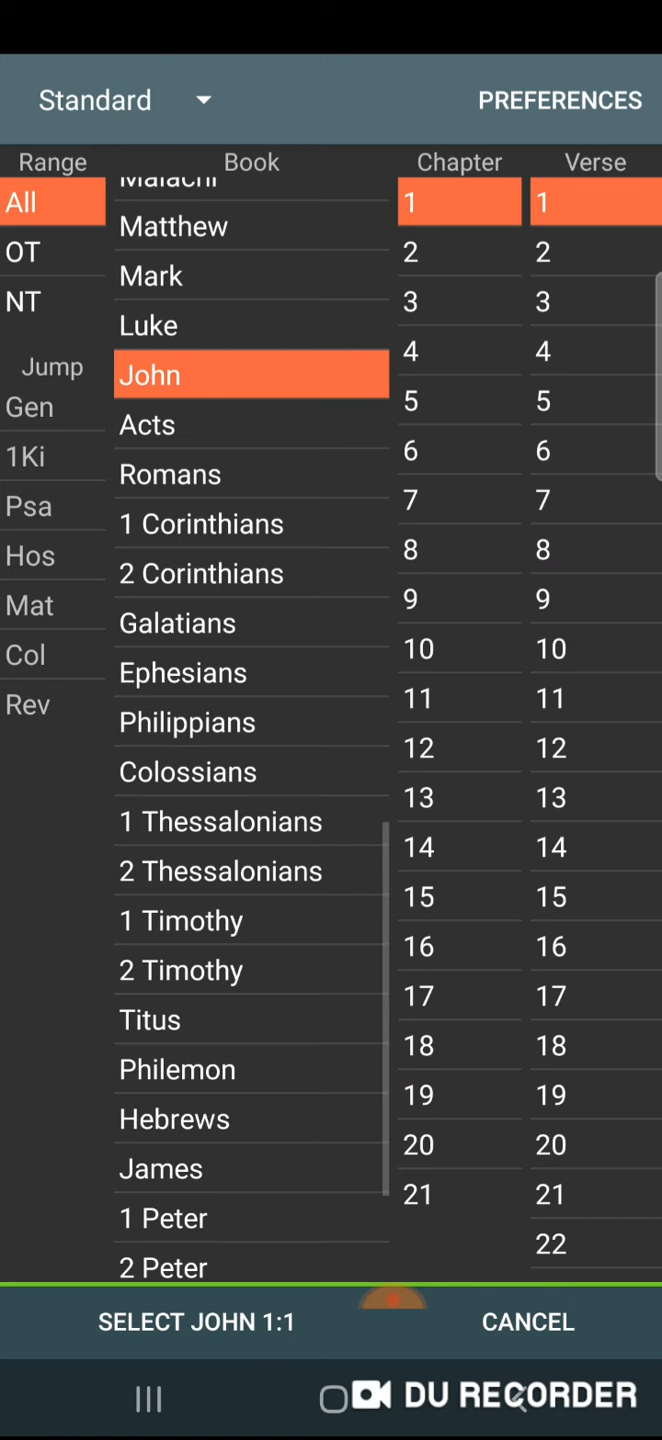 Standard
PREFERENCES
Range
Book
Chapter
Verse
All
OT
NT
Jump
Gen
1Ki
Psa
Hos
Mat
Col
Rev
Malachi
Matthew
Mark
Luke
John
Acts
Romans
1 Corinthians
2 Corinthians
Galatians
Ephesians
Philippians
Colossians
1 Thessalonians
2 Thessalonians
1 Timothy
2 Timothy
Titus
Philemon
Hebrews
James
1 Peter
2 Peter
1
2
3
4
5
6
7
8
9
10
11
12
13
14
15
16
17
18
19
20
21
1
2
3
4
5
6
7
8
9
10
11
12
13
14
15
16
17
18
19
20
21
22
SELECT JOHN 1:1
CANCEL
DU RECORDER